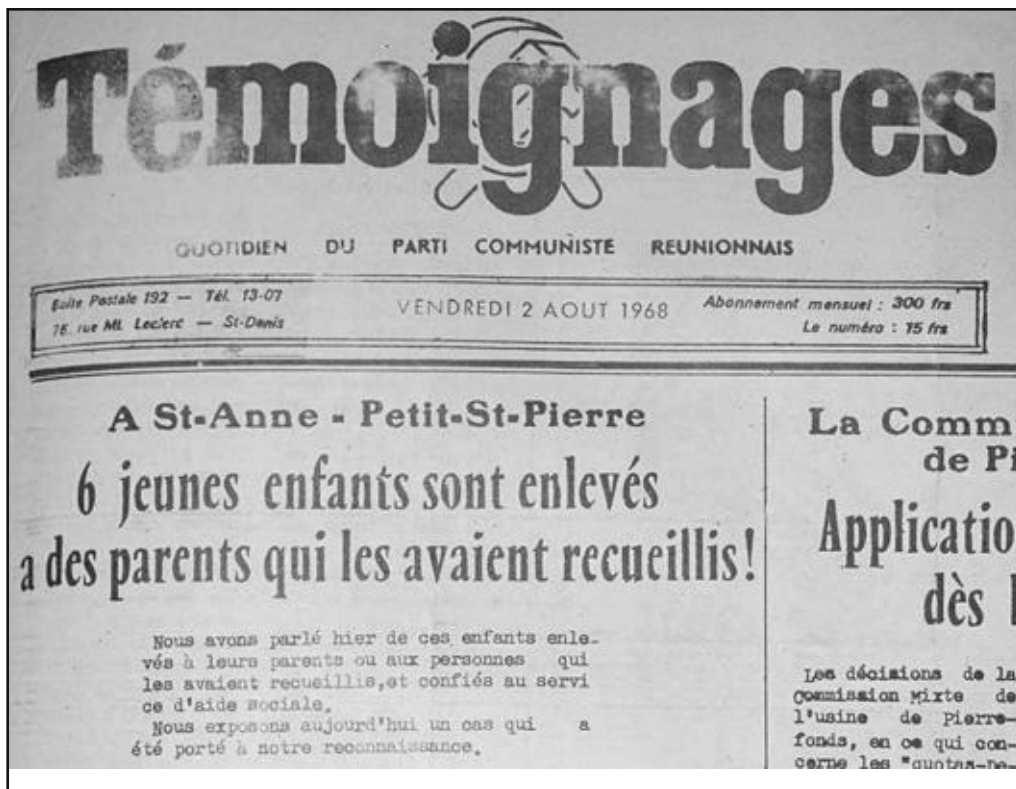 Témoignages
QUOTIDIEN DU PARTI COMMUNISTE REUNIONNAIS
Boîte Postale 192 — Tél. 13-07
76, rue Ml. Leclerc — St-Denis
VENDREDI 2 AOUT 1968
Abonnement mensuel : 300 frs
Le numéro : 15 frs
A St-Anne - Petit-St-Pierre
6 jeunes enfants sont enlevés
a des parents qui les avaient recueillis!
Nous avons parlé hier de ces enfants enle-
vés à leurs parents ou aux personnes qui
les avaient recueillis,et confiés au servi
ce d'aide sociale.
Nous exposons aujourd'hui un cas qui a
été porté à notre reconnaissance.
La Comm
de Pi
Applicatio
dès l
Les décisions de la
Commission Mixte de
l'usine de Pierre-
fonds, en ce qui con-
cerne les "quotas-pe-